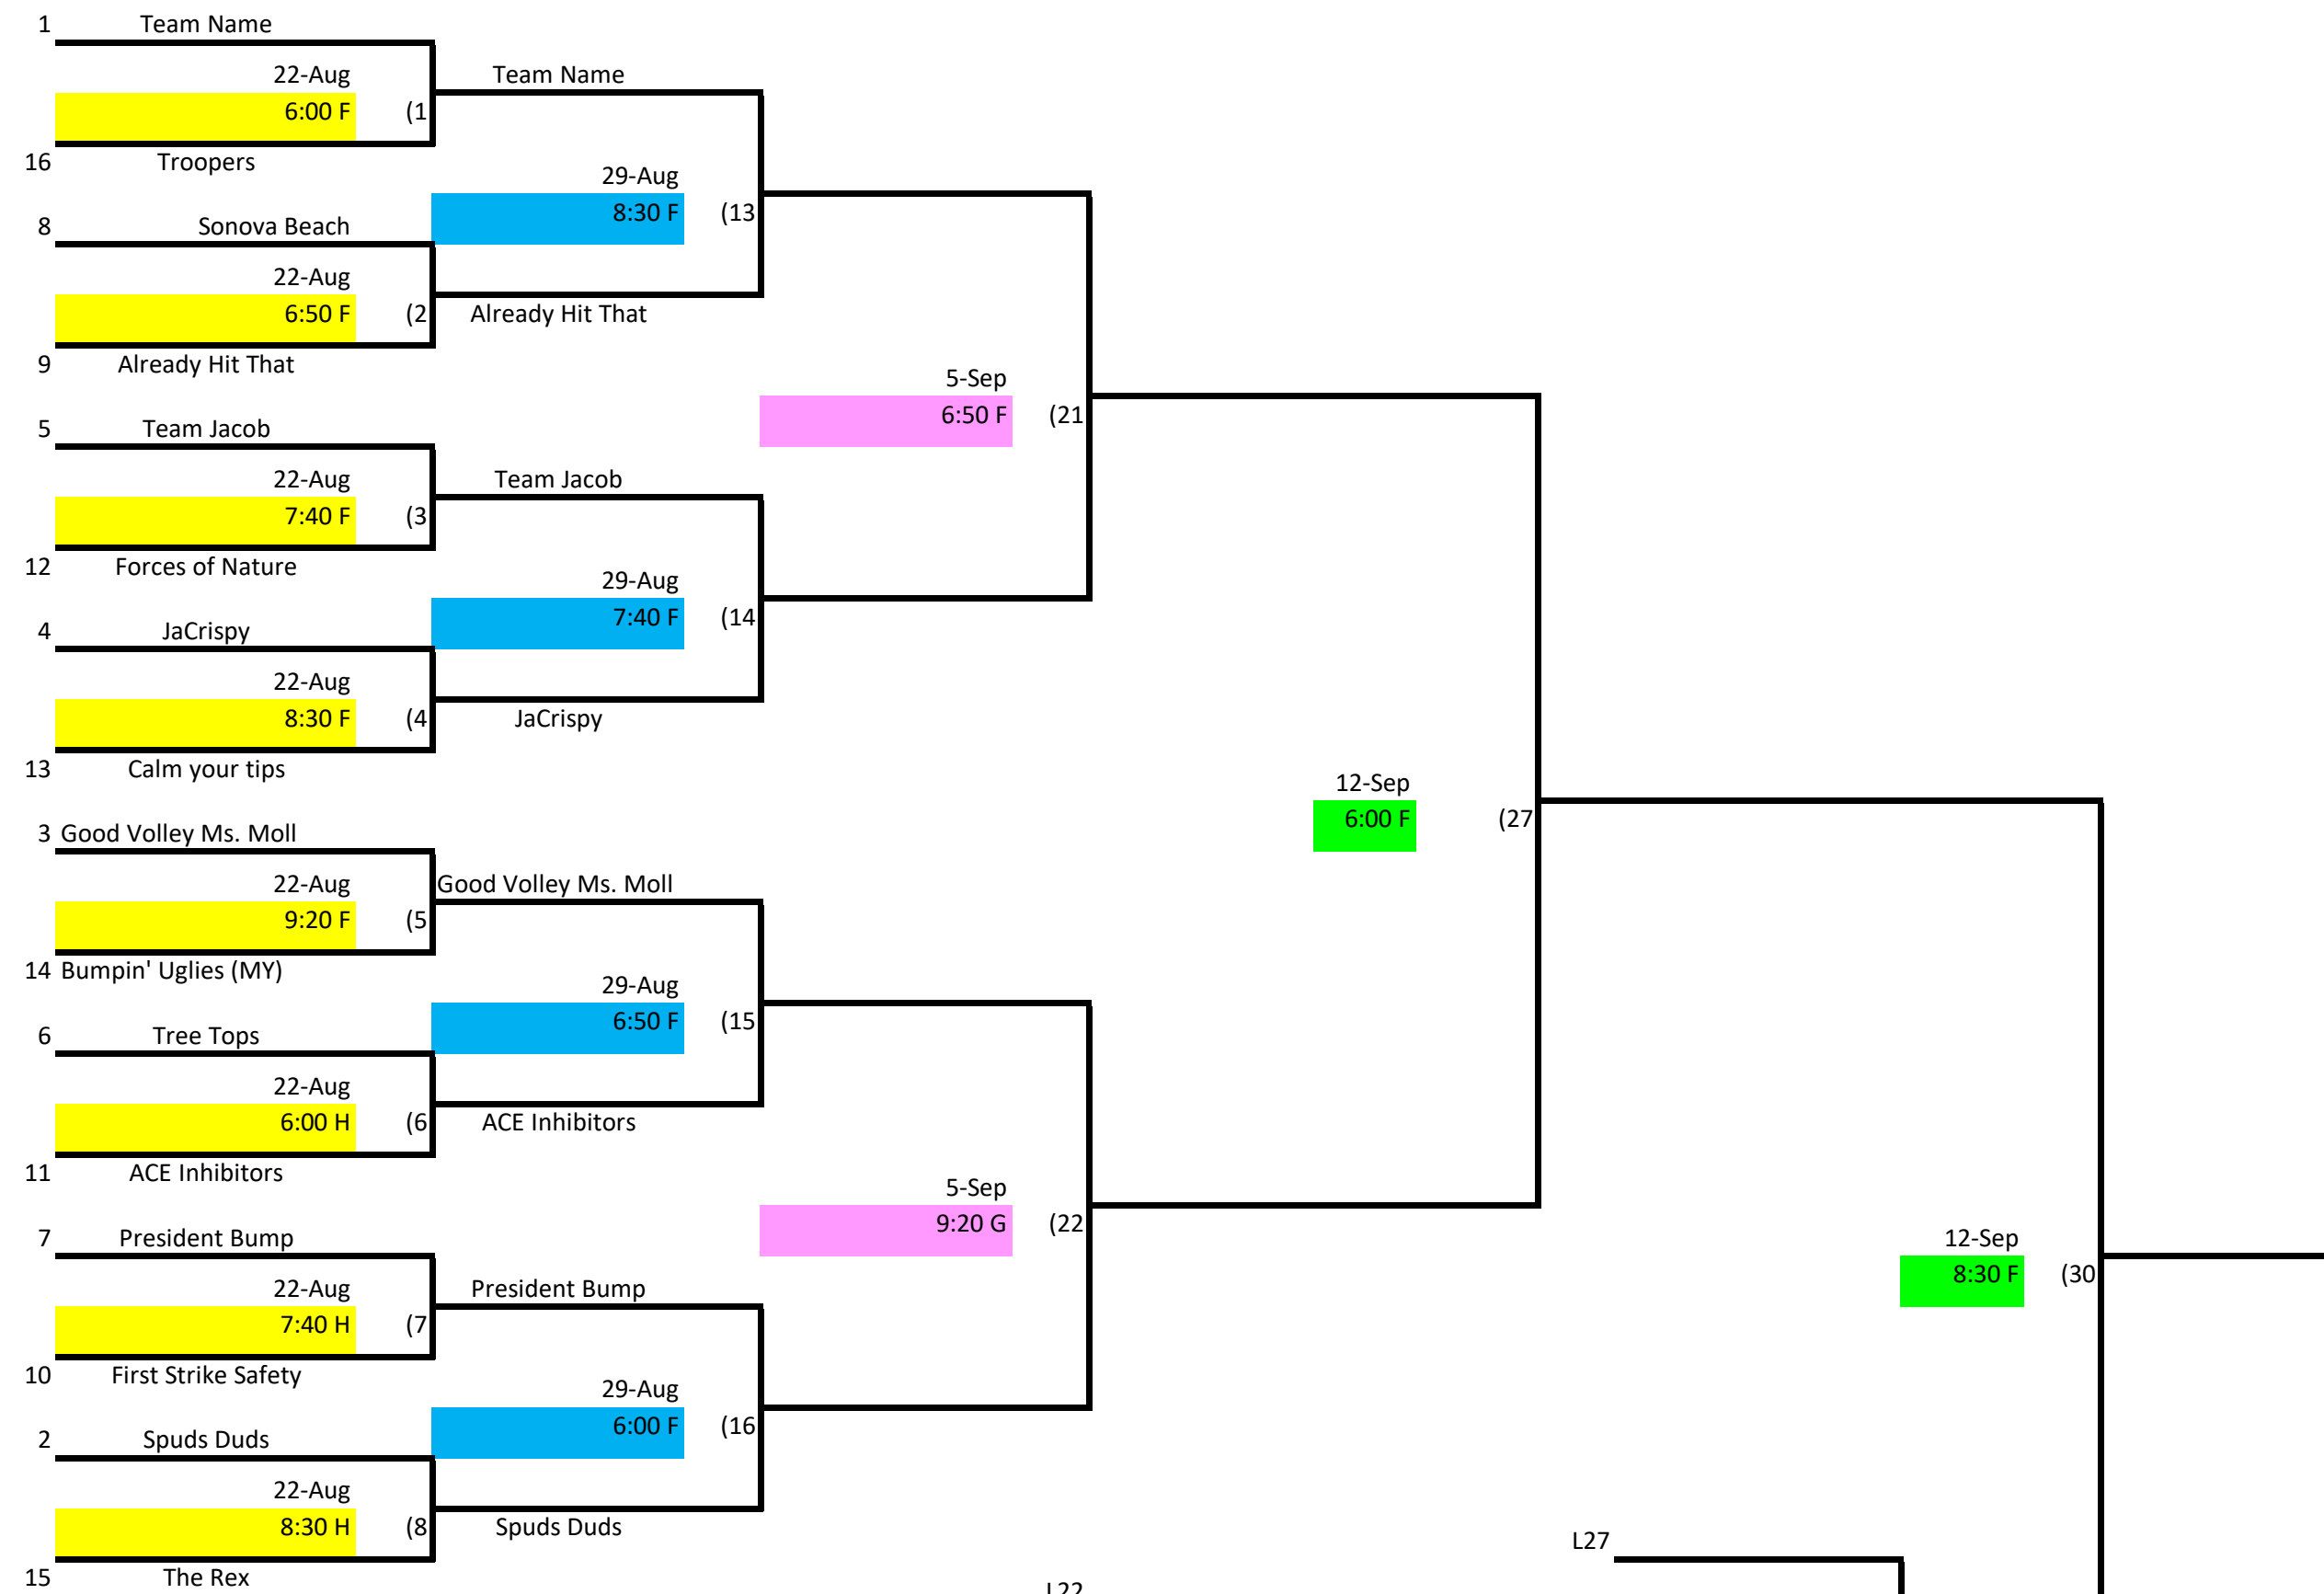 1 Team Name
22-Aug Team Name
6:00 F (1
16 Troopers
29-Aug
8:30 F (13
8 Sonova Beach
22-Aug
6:50 F (2 Already Hit That
9 Already Hit That
5-Sep
6:50 F (21
5 Team Jacob
22-Aug Team Jacob
7:40 F (3
12 Forces of Nature
29-Aug
7:40 F (14
4 JaCrispy
22-Aug
8:30 F (4 JaCrispy
13 Calm your tips
12-Sep
6:00 F (27
3 Good Volley Ms. Moll
22-Aug Good Volley Ms. Moll
9:20 F (5
14 Bumpin' Uglies (MY)
29-Aug
6:50 F (15
6 Tree Tops
22-Aug
6:00 H (6 ACE Inhibitors
11 ACE Inhibitors
5-Sep
9:20 G (22
7 President Bump
12-Sep
8:30 F (30
22-Aug President Bump
7:40 H (7
10 First Strike Safety
29-Aug
6:00 F (16
2 Spuds Duds
22-Aug
8:30 H (8 Spuds Duds
L27
15 The Rex
L22